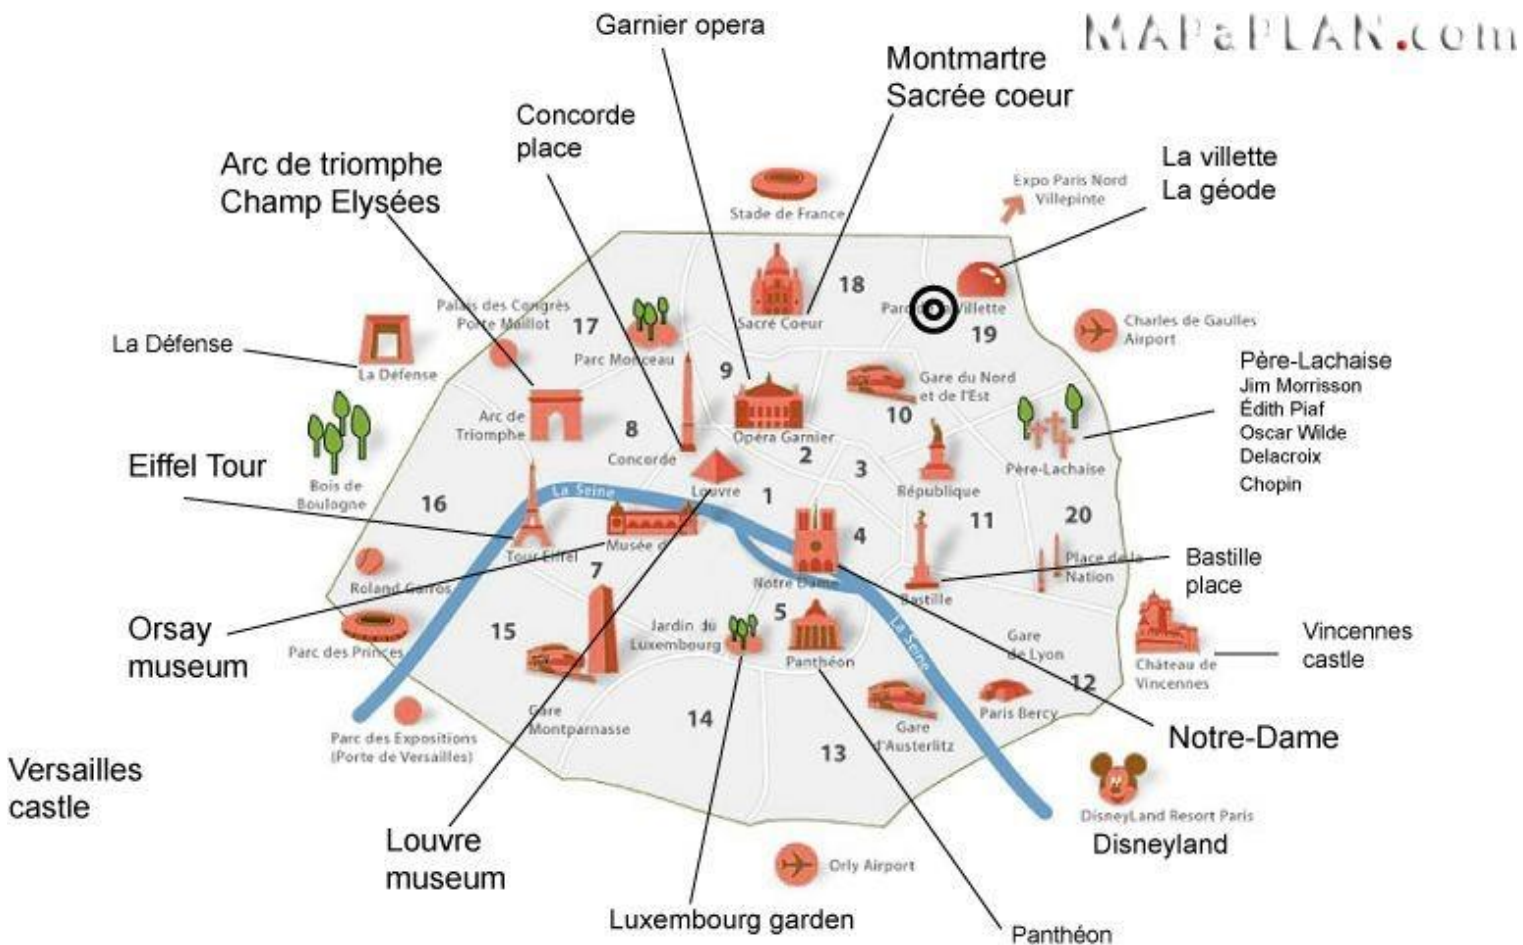 Garnier opera
MAPaPLAN.com
Montmartre
Sacrée coeur
Concorde
place
Arc de triomphe
Champ Elysées
La villette
La géode
Expo Paris Nord
Villepinte
Stade de France
18
Palais des Congrès
Porte Maillot
17
Parc Monceau
Sacré Coeur
Parc Villette
19
Charles de Gaulles
Airport
La Défense
La Défense
9
Gare du Nord
et de l'Est
10
Père-Lachaise
Jim Morrisson
Édith Piaf
Oscar Wilde
Delacroix
Chopin
Arc de
Triomphe
8
Concorde
Opéra Garnier
2
3
Louvre
République
Père-Lachaise
Eiffel Tour
Bois de
Boulogne
16
La Seine
1
4
11
20
Tour Eiffel
Musée
Notre Dame
Bastille
Place de la
Nation
Bastille
place
Roland Garros
7
5
Orsay
museum
Parc des Princes
15
Jardin du
Luxembourg
Panthéon
La Seine
Gare
de Lyon
12
Château de
Vincennes
Vincennes
castle
Gare
Montparnasse
14
13
Gare
d'Austerlitz
Paris Bercy
Notre-Dame
Parc des Expositions
(Porte de Versailles)
Versailles
castle
DisneyLand Resort Paris
Disneyland
Louvre
museum
Orly Airport
Luxembourg garden
Panthéon